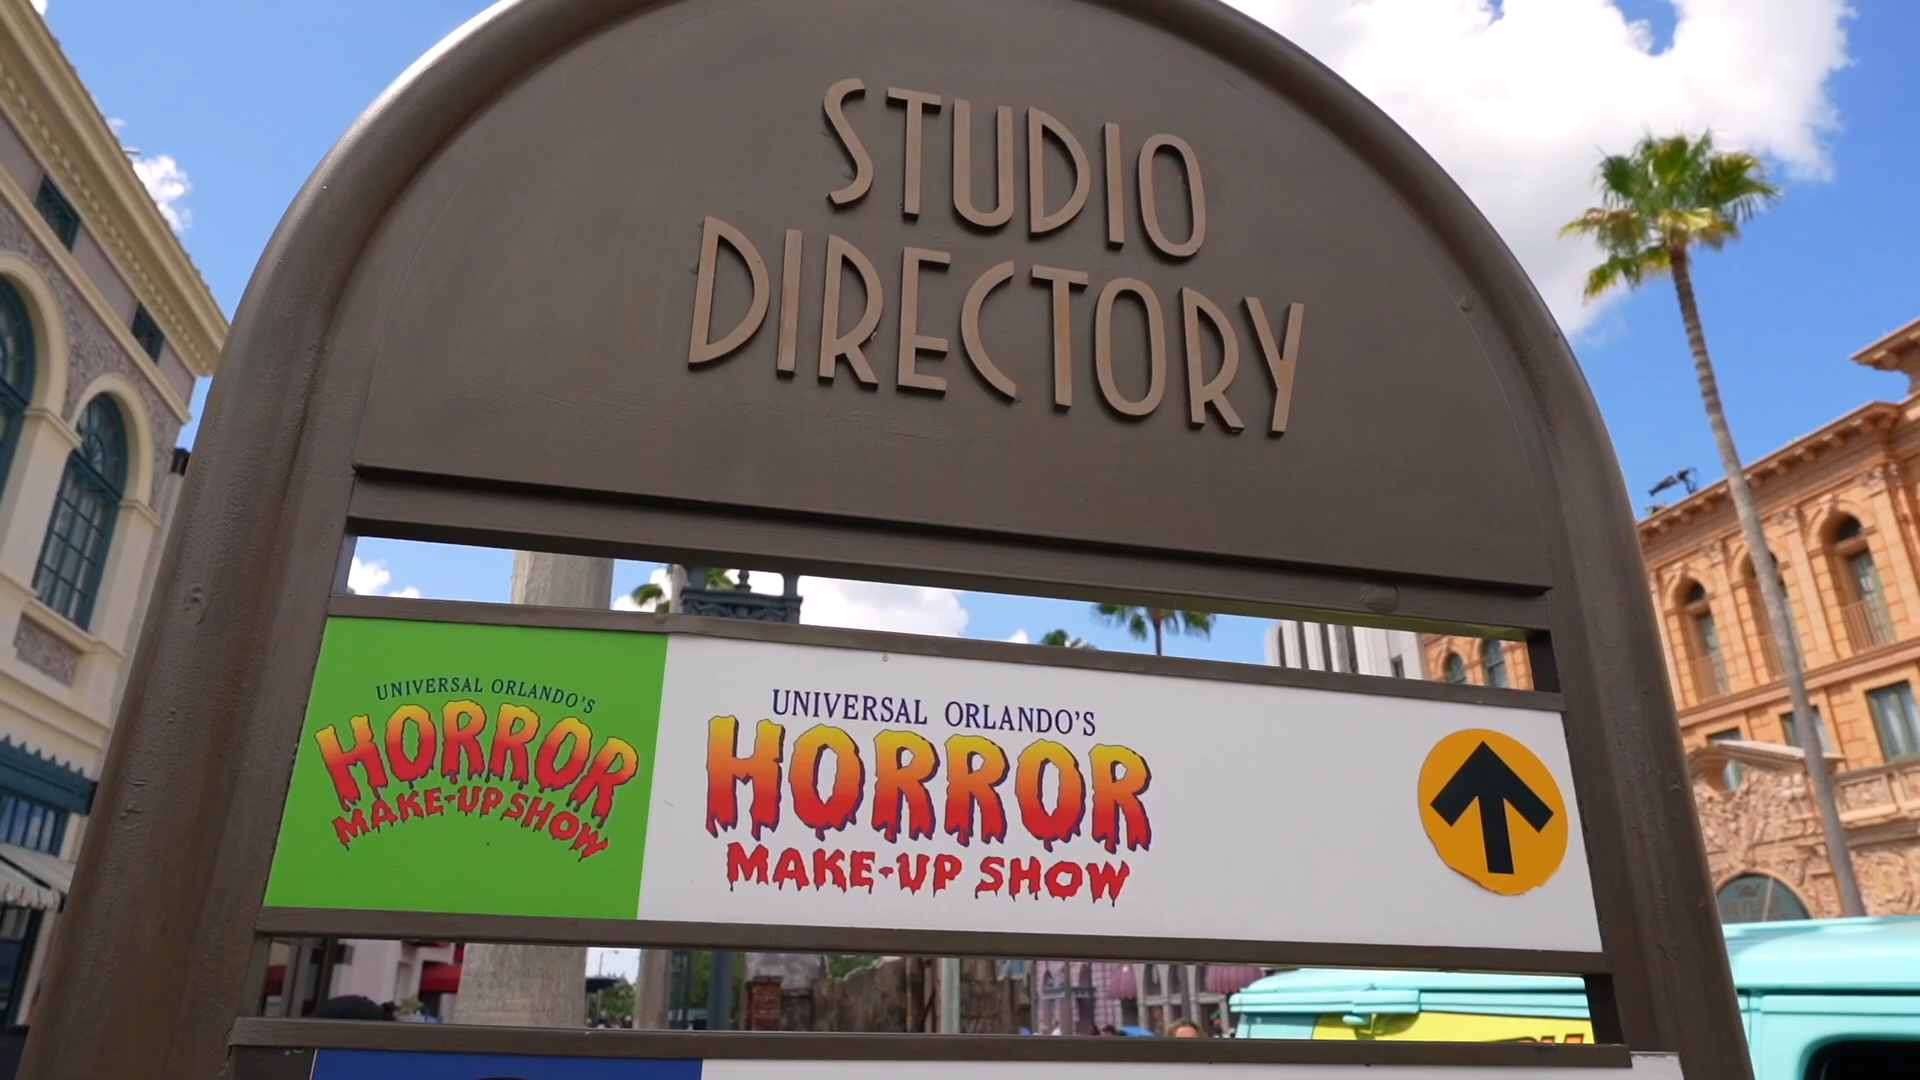 STUDIO
DIRECTORY
UNIVERSAL ORLANDO'S
HORROR
MAKE-UP SHOW
UNIVERSAL ORLANDO'S
HORROR
MAKE-UP SHOW